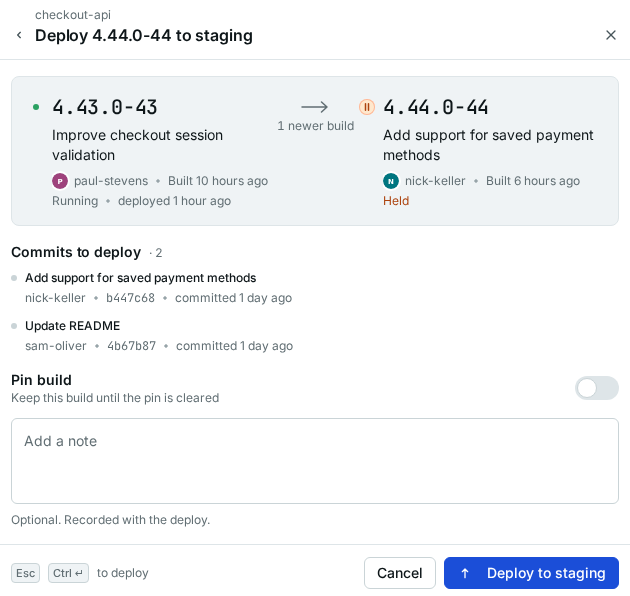 checkout-api
Deploy 4.44.0-44 to staging
4.43.0-43
Improve checkout session
validation
P paul-stevens • Built 10 hours ago
Running • deployed 1 hour ago
1 newer build
4.44.0-44
Add support for saved payment
methods
N nick-keller • Built 6 hours ago
Held
Commits to deploy · 2
Add support for saved payment methods
nick-keller • b447c68 • committed 1 day ago
Update README
sam-oliver • 4b67b87 • committed 1 day ago
Pin build
Keep this build until the pin is cleared
Add a note
Optional. Recorded with the deploy.
Esc Ctrl ↵ to deploy
Cancel
↑ Deploy to staging